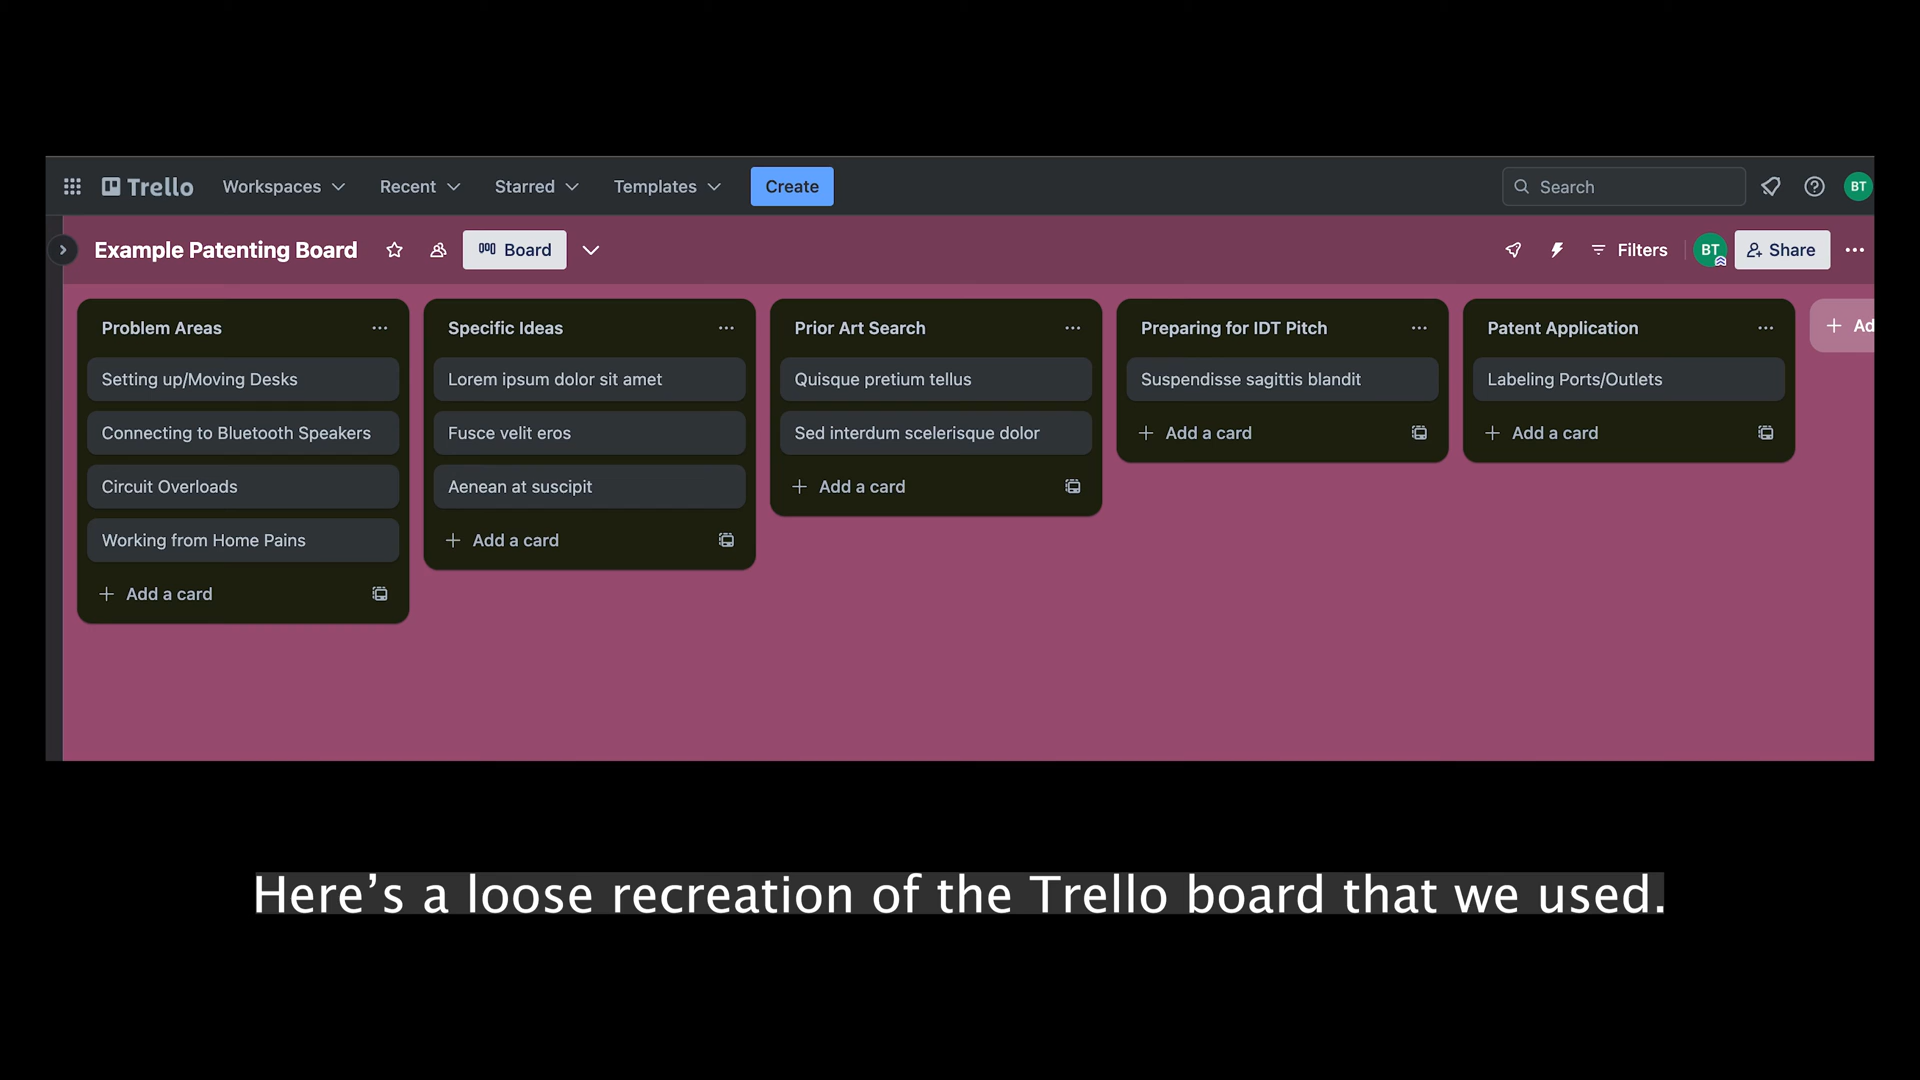 Trello Workspaces Recent Starred Templates Create Search BT
Example Patenting Board Board Filters BT Share
Problem Areas
Setting up/Moving Desks
Connecting to Bluetooth Speakers
Circuit Overloads
Working from Home Pains
+ Add a card
Specific Ideas
Lorem ipsum dolor sit amet
Fusce velit eros
Aenean at suscipit
+ Add a card
Prior Art Search
Quisque pretium tellus
Sed interdum scelerisque dolor
+ Add a card
Preparing for IDT Pitch
Suspendisse sagittis blandit
+ Add a card
Patent Application
Labeling Ports/Outlets
+ Add a card
+ Ad
Here’s a loose recreation of the Trello board that we used.